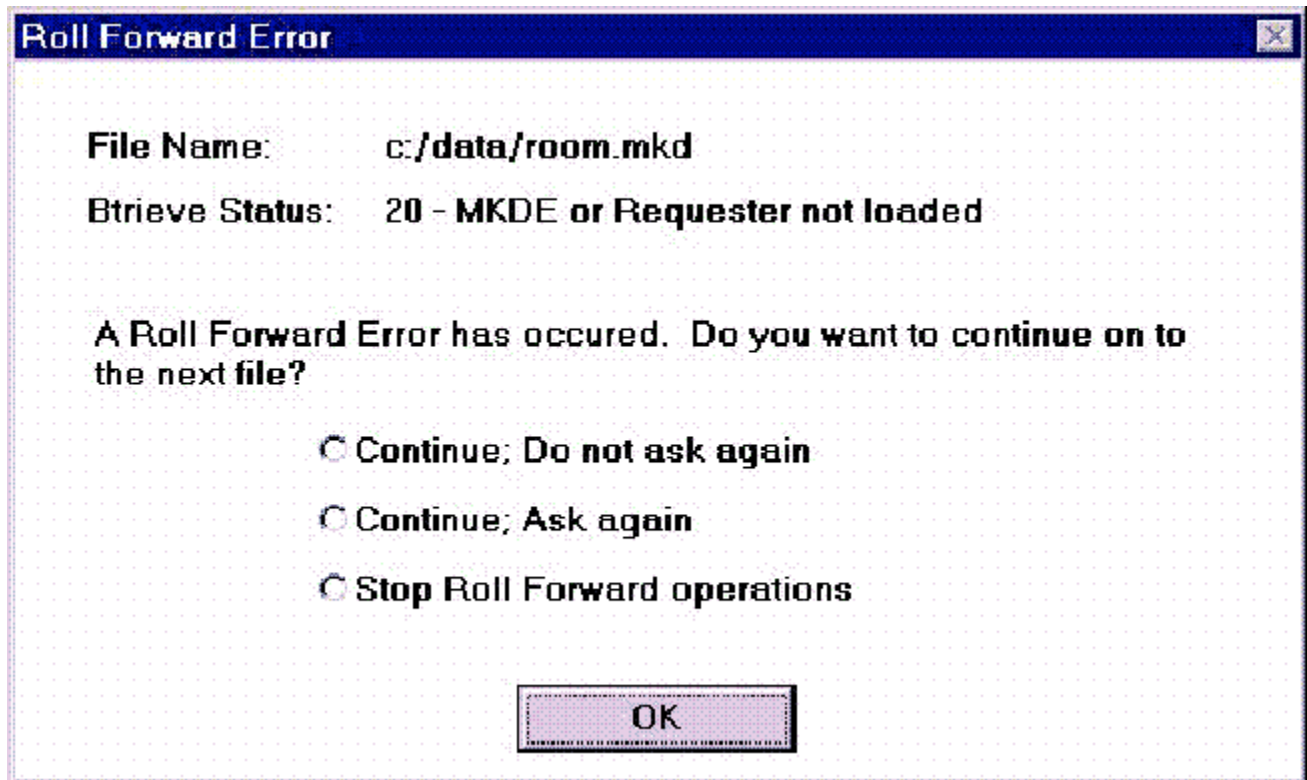 Roll Forward Error
File Name: c:/data/room.mkd
Btrieve Status: 20 - MKDE or Requester not loaded
A Roll Forward Error has occured. Do you want to continue on to
the next file?
Continue; Do not ask again
Continue; Ask again
Stop Roll Forward operations
OK